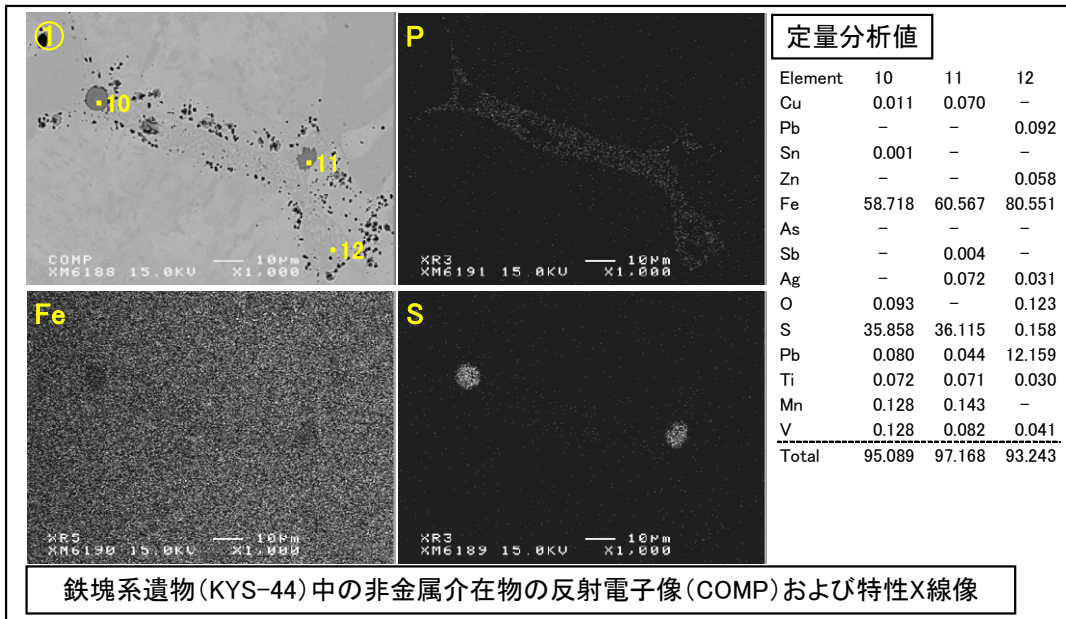 ①
10
11
12
COMP 10μm
XM6188 15.0KV X1,000
P
XR3 10μm
XM6191 15.0KV X1,000
Fe
XR5 10μm
XM6190 15.0KV X1,000
S
XR3 10μm
XM6189 15.0KV X1,000
定量分析値
Element 10 11 12
Cu 0.011 0.070 -
Pb - - 0.092
Sn 0.001 - -
Zn - - 0.058
Fe 58.718 60.567 80.551
As - - -
Sb - 0.004 -
Ag - 0.072 0.031
O 0.093 - 0.123
S 35.858 36.115 0.158
Pb 0.080 0.044 12.159
Ti 0.072 0.071 0.030
Mn 0.128 0.143 -
V 0.128 0.082 0.041
Total 95.089 97.168 93.243
鉄塊系遺物(KYS-44)中の非金属介在物の反射電子像(COMP)および特性X線像